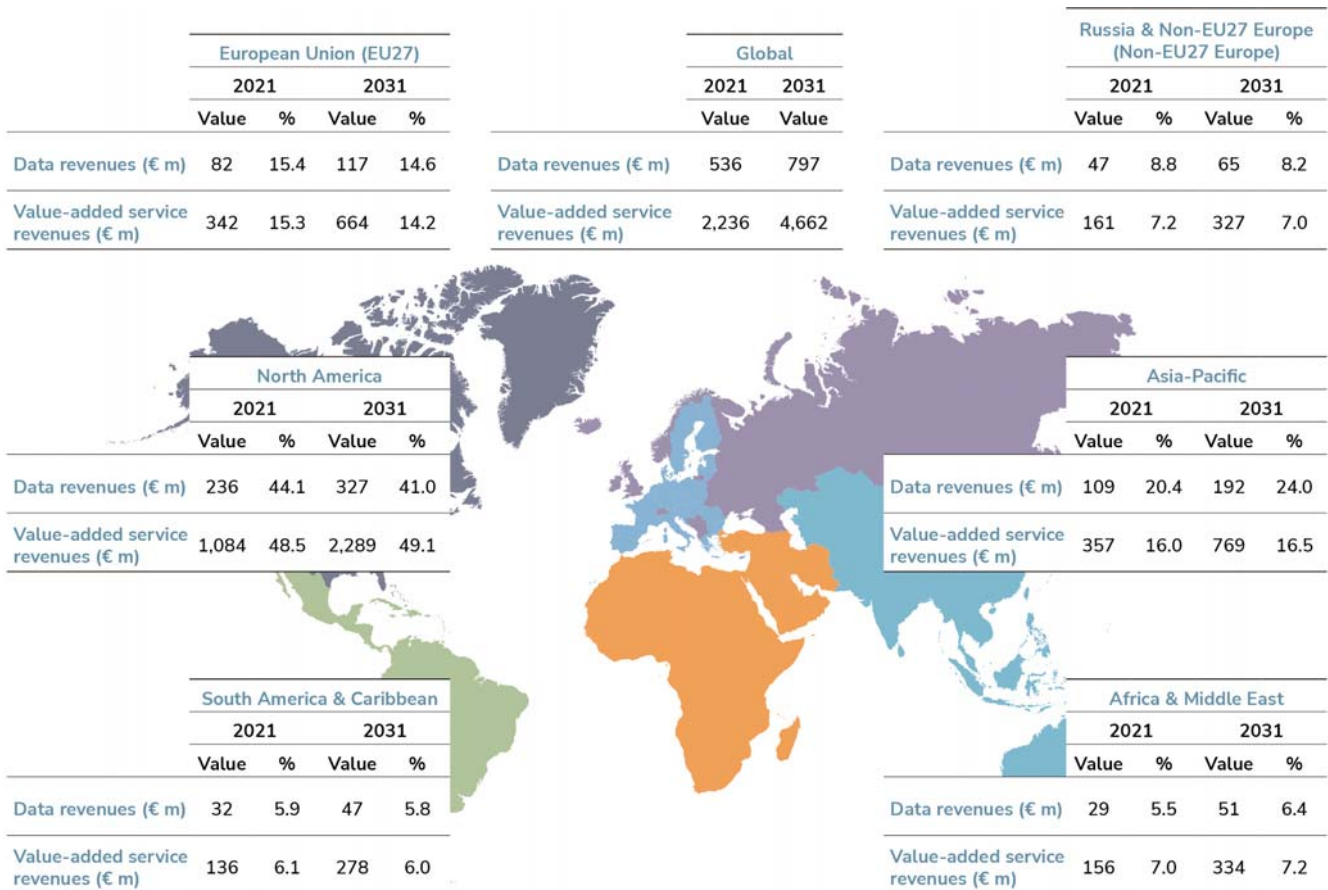 European Union (EU27)
2021 2031
Value % Value %
Data revenues (€ m) 82 15.4 117 14.6
Value-added service
revenues (€ m) 342 15.3 664 14.2
Global
2021 2031
Value Value
Data revenues (€ m) 536 797
Value-added service
revenues (€ m) 2,236 4,662
Russia & Non-EU27 Europe
(Non-EU27 Europe)
2021 2031
Value % Value %
Data revenues (€ m) 47 8.8 65 8.2
Value-added service
revenues (€ m) 161 7.2 327 7.0
North America
2021 2031
Value % Value %
Data revenues (€ m) 236 44.1 327 41.0
Value-added service
revenues (€ m) 1,084 48.5 2,289 49.1
Asia-Pacific
2021 2031
Value % Value %
Data revenues (€ m) 109 20.4 192 24.0
Value-added service
revenues (€ m) 357 16.0 769 16.5
South America & Caribbean
2021 2031
Value % Value %
Data revenues (€ m) 32 5.9 47 5.8
Value-added service
revenues (€ m) 136 6.1 278 6.0
Africa & Middle East
2021 2031
Value % Value %
Data revenues (€ m) 29 5.5 51 6.4
Value-added service
revenues (€ m) 156 7.0 334 7.2